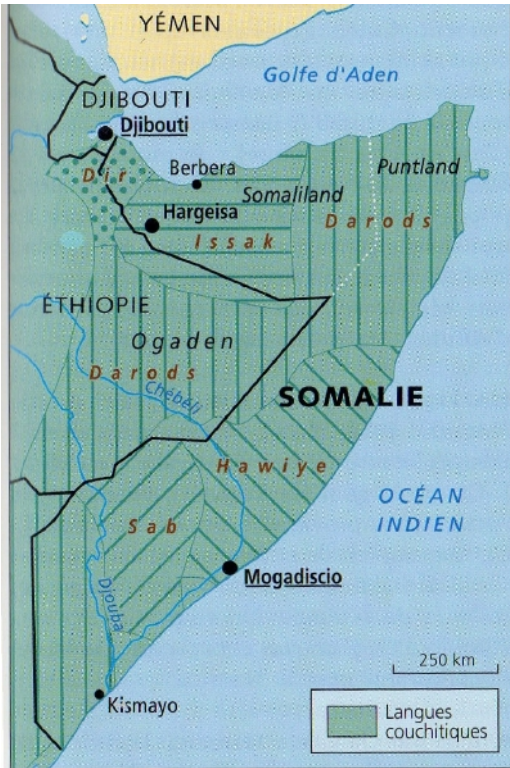 YÉMEN
Golfe d'Aden
DJIBOUTI
Djibouti
Dir
Berbera
Puntland
Somaliland
Hargeisa
Darods
Issak
ÉTHIOPIE
Ogaden
Darods
Chébéli
SOMALIE
Hawiye
OCÉAN
INDIEN
Sab
Mogadiscio
Djouba
250 km
Kismayo
Langues
couchitiques